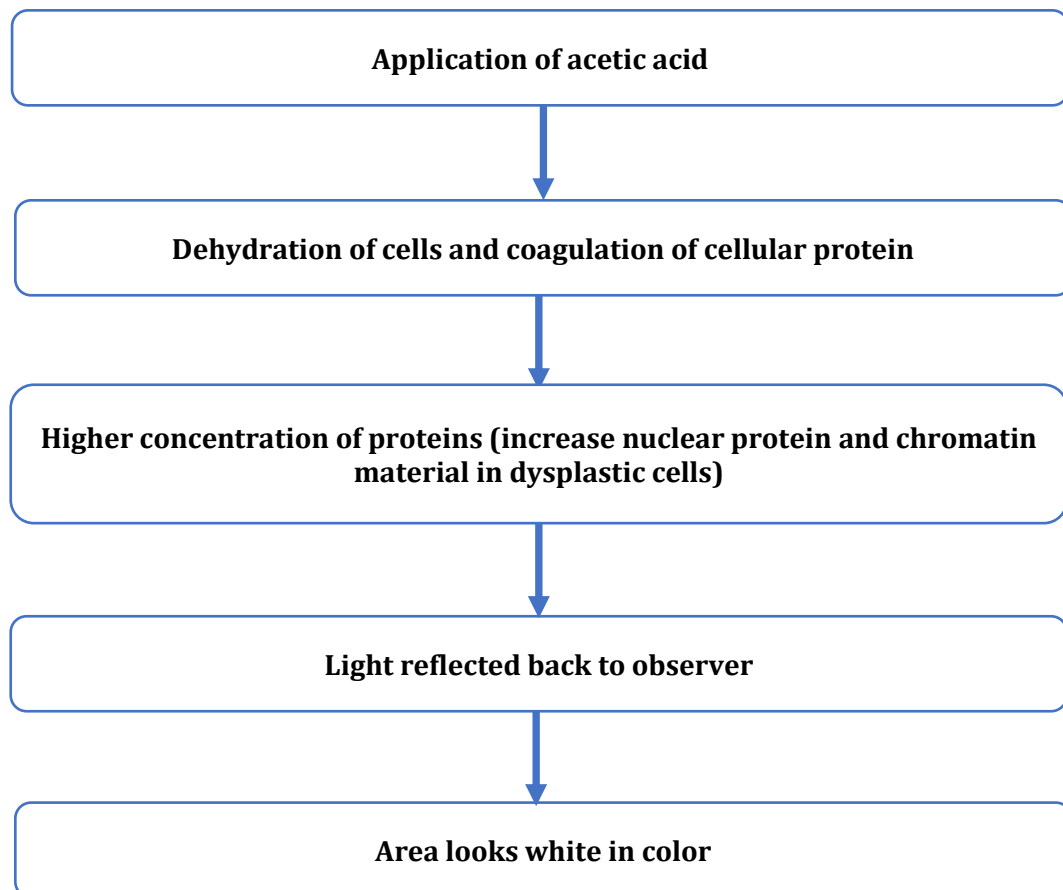 Application of acetic acid
Dehydration of cells and coagulation of cellular protein
Higher concentration of proteins (increase nuclear protein and chromatin
material in dysplastic cells)
Light reflected back to observer
Area looks white in color